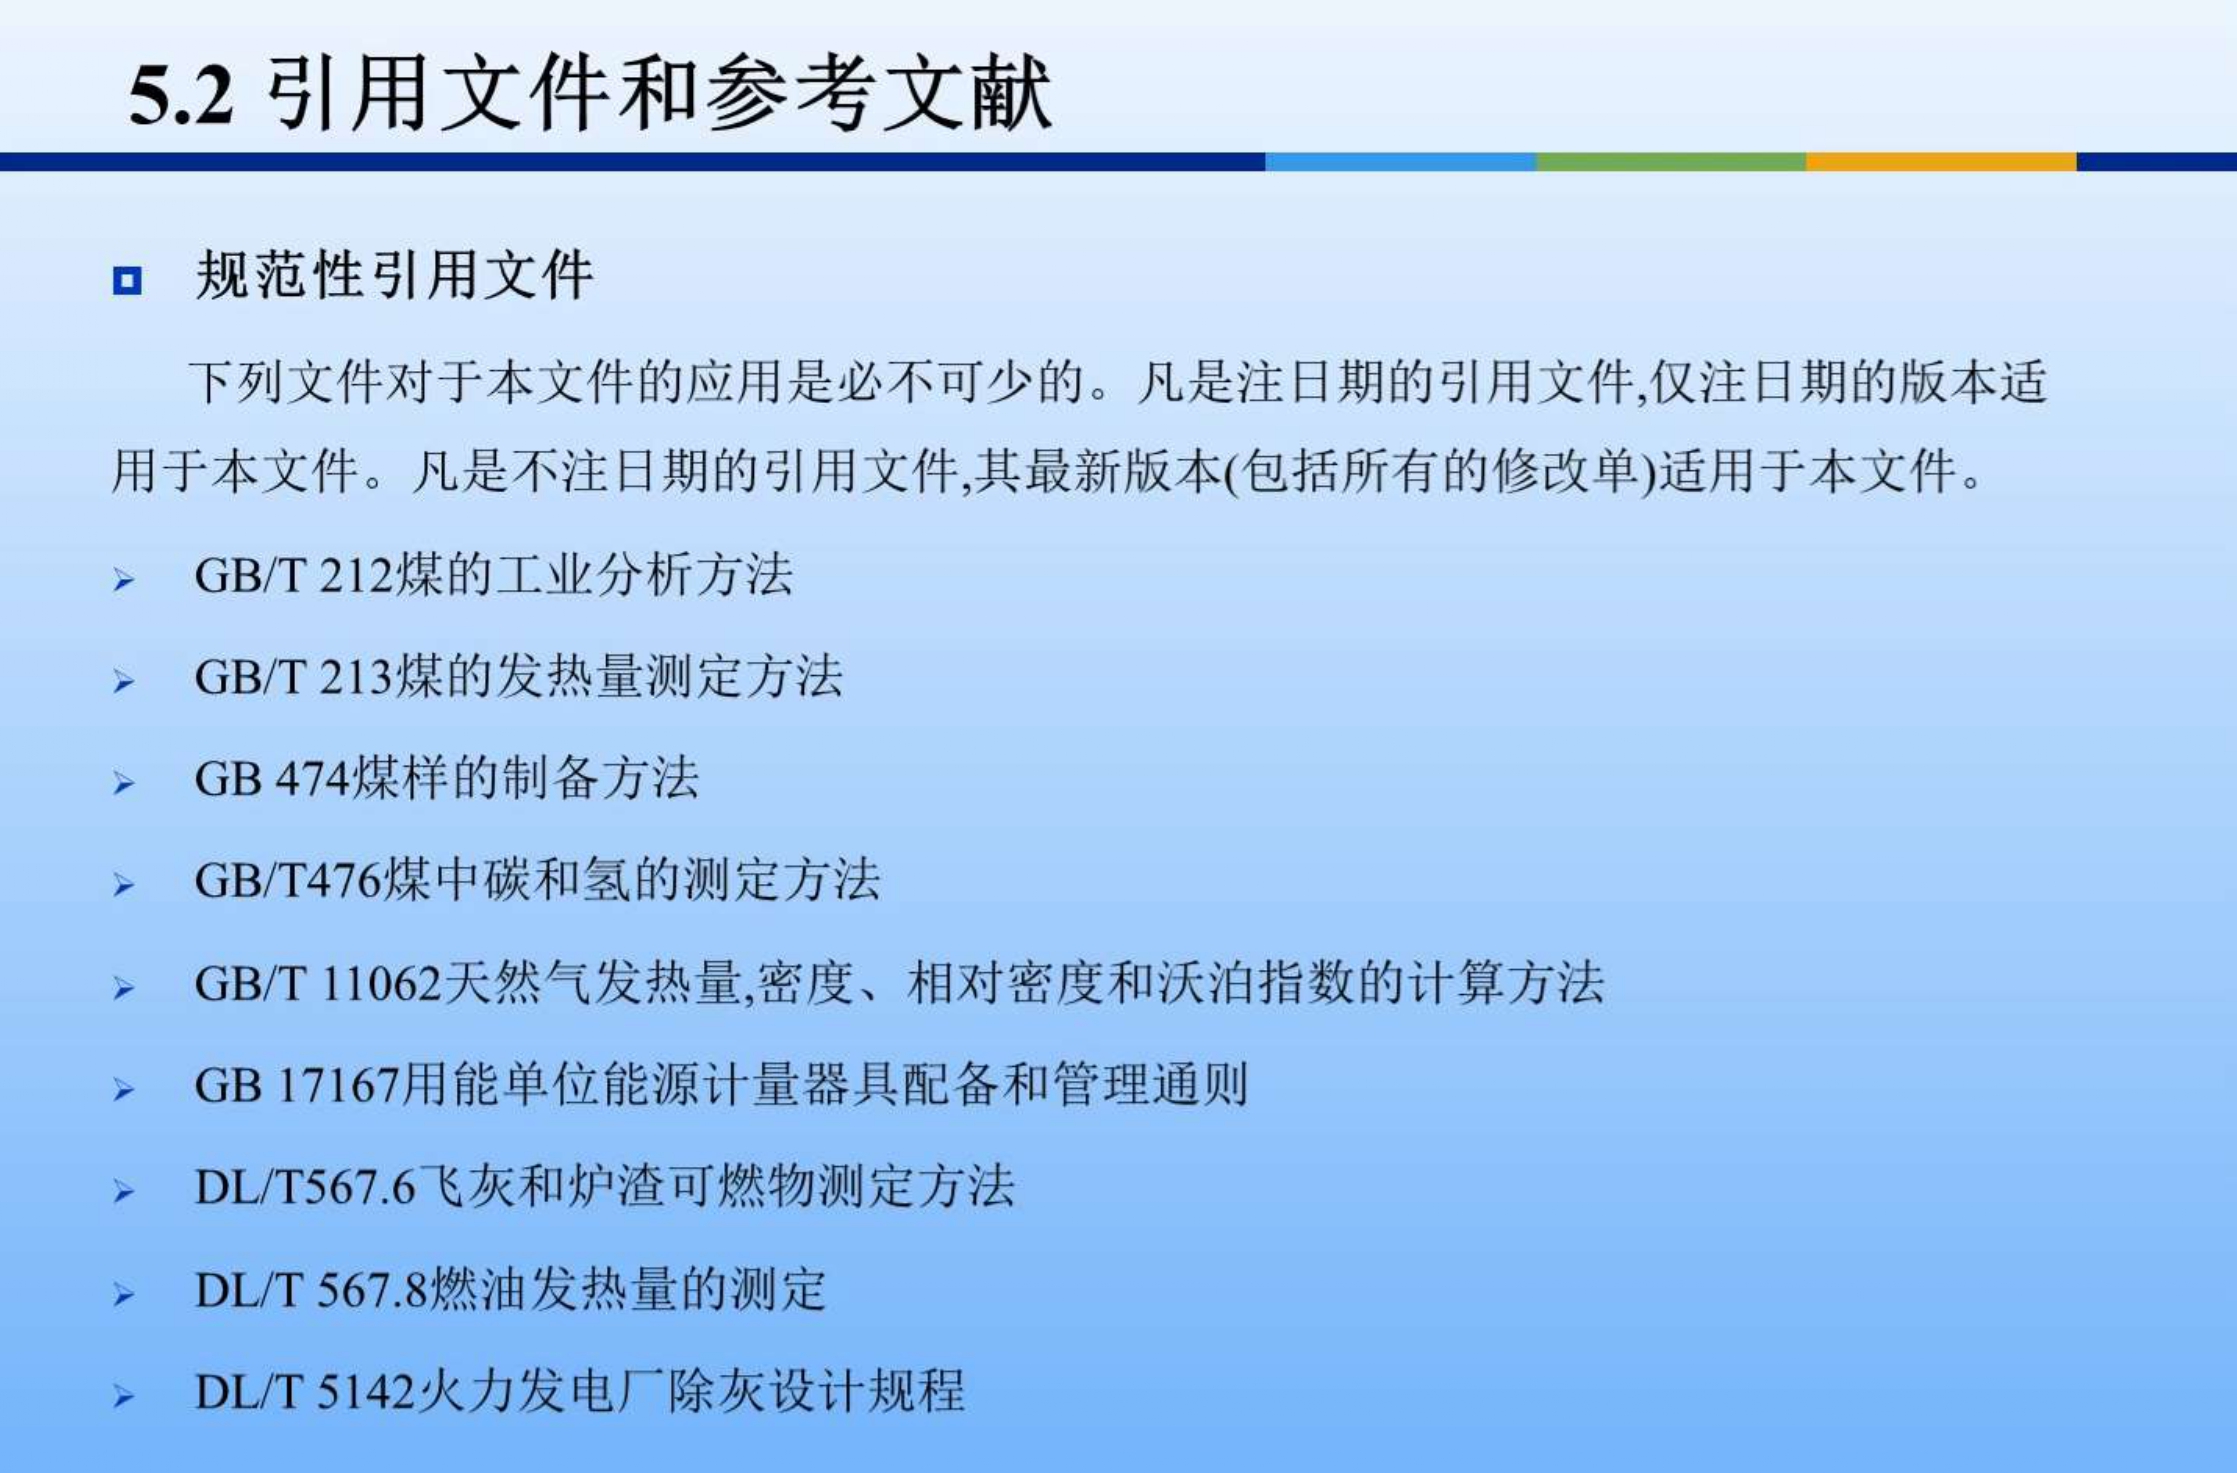 5.2 引用文件和参考文献
规范性引用文件
下列文件对于本文件的应用是必不可少的。凡是注日期的引用文件,仅注日期的版本适
用于本文件。凡是不注日期的引用文件,其最新版本(包括所有的修改单)适用于本文件。
GB/T 212煤的工业分析方法
GB/T 213煤的发热量测定方法
GB 474煤样的制备方法
GB/T476煤中碳和氢的测定方法
GB/T 11062天然气发热量,密度、相对密度和沃泊指数的计算方法
GB 17167用能单位能源计量器具配备和管理通则
DL/T567.6飞灰和炉渣可燃物测定方法
DL/T 567.8燃油发热量的测定
DL/T 5142火力发电厂除灰设计规程